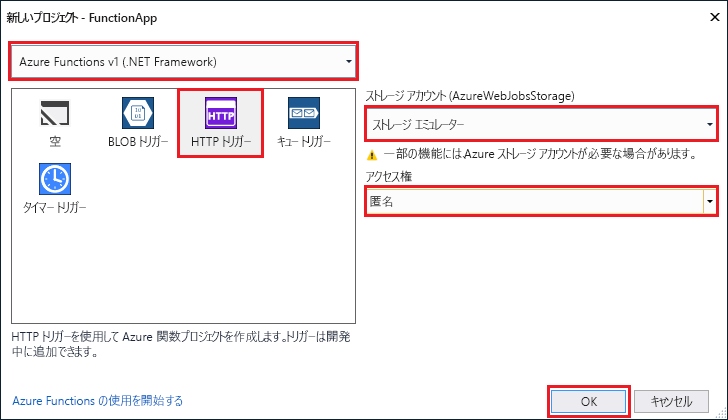 新しいプロジェクト - FunctionApp
Azure Functions v1 (.NET Framework)
空
BLOB トリガー
HTTP
HTTP トリガー
キュー トリガー
タイマー トリガー
HTTP トリガーを使用して Azure 関数プロジェクトを作成します。トリガーは開発
中に追加できます。
Azure Functions の使用を開始する
ストレージ アカウント (AzureWebJobsStorage)
ストレージ エミュレーター
一部の機能には、Azure ストレージ アカウントが必要な場合があります。
アクセス権
匿名
OK
キャンセル